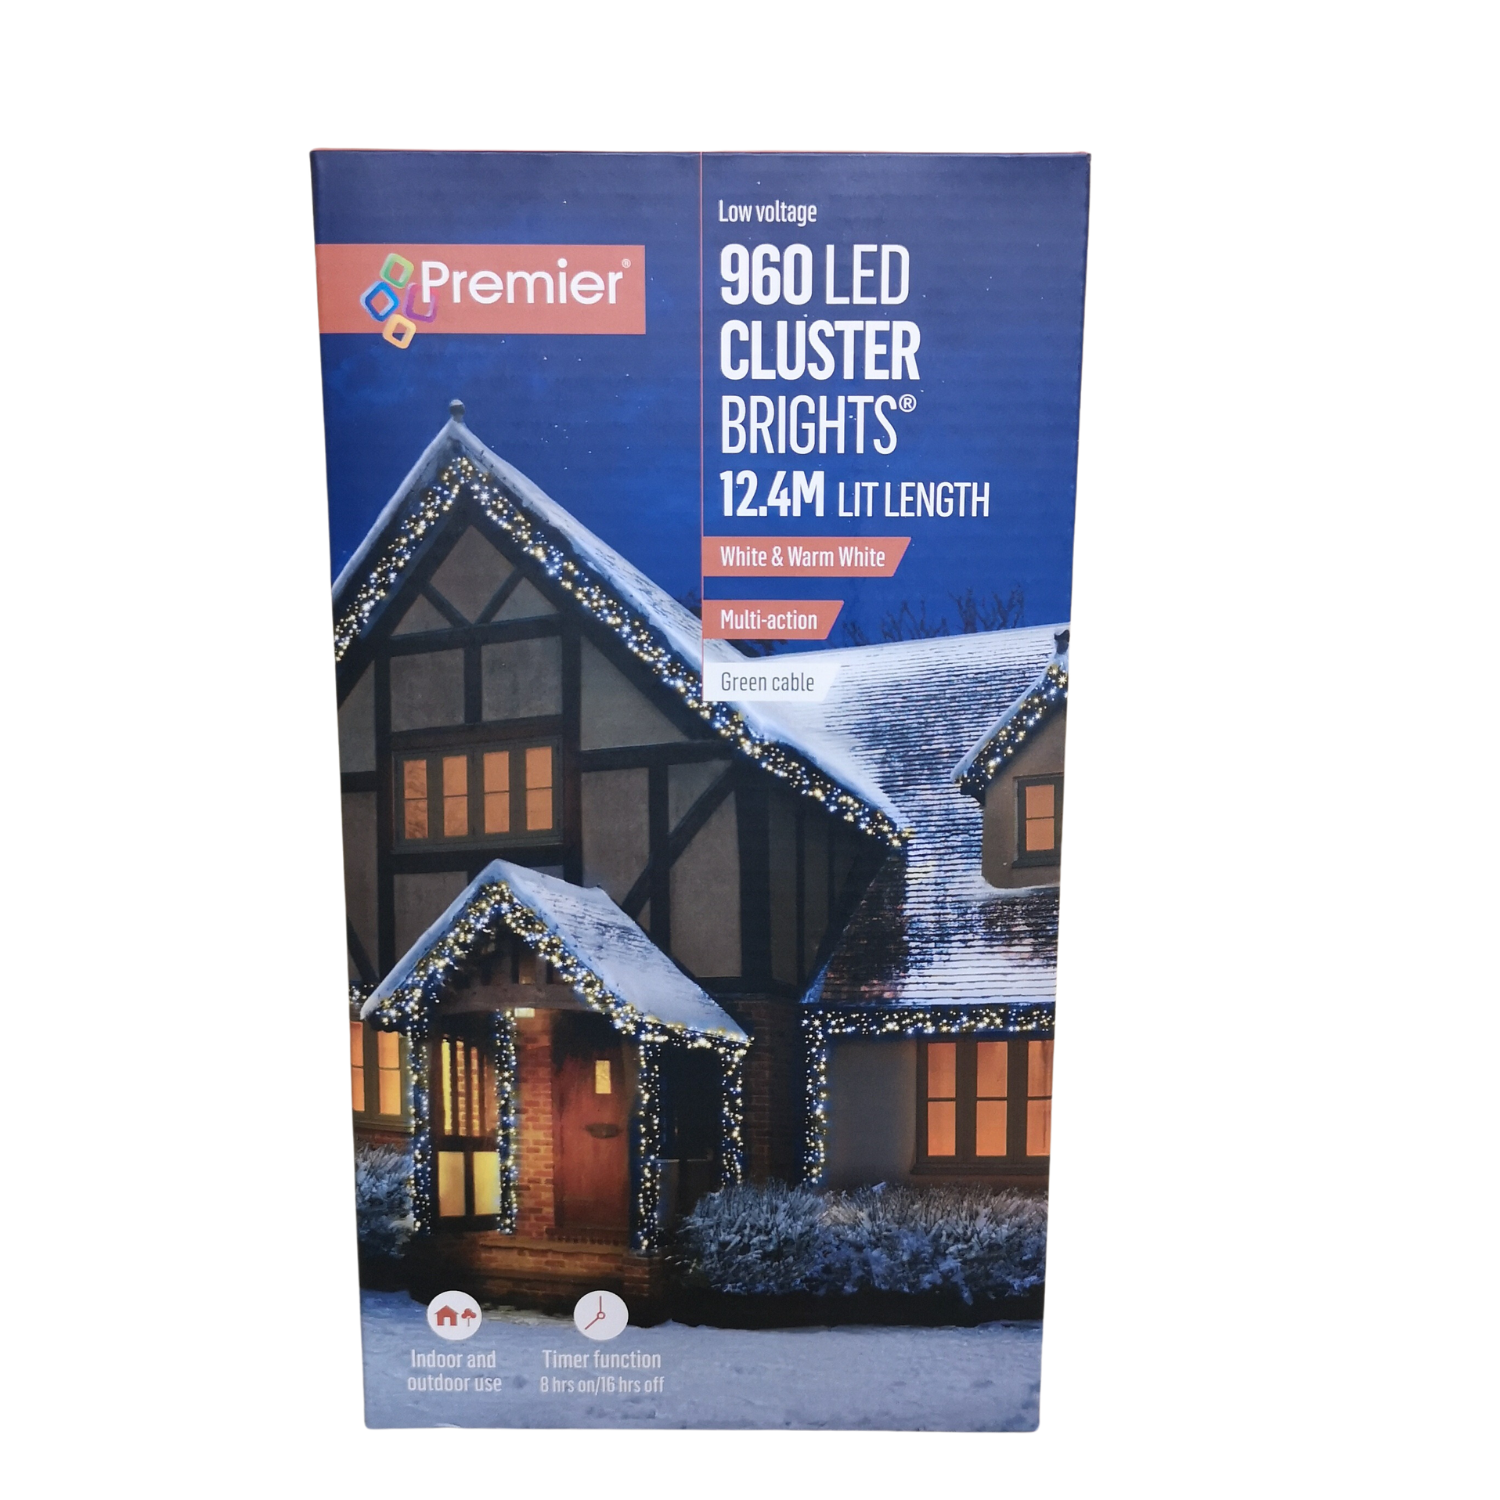 Premier®
Low voltage
960 LED
CLUSTER
BRIGHTS®
12.4M LIT LENGTH
White & Warm White
Multi-action
Green cable
Indoor and
outdoor use
Timer function
8 hrs on/16 hrs off